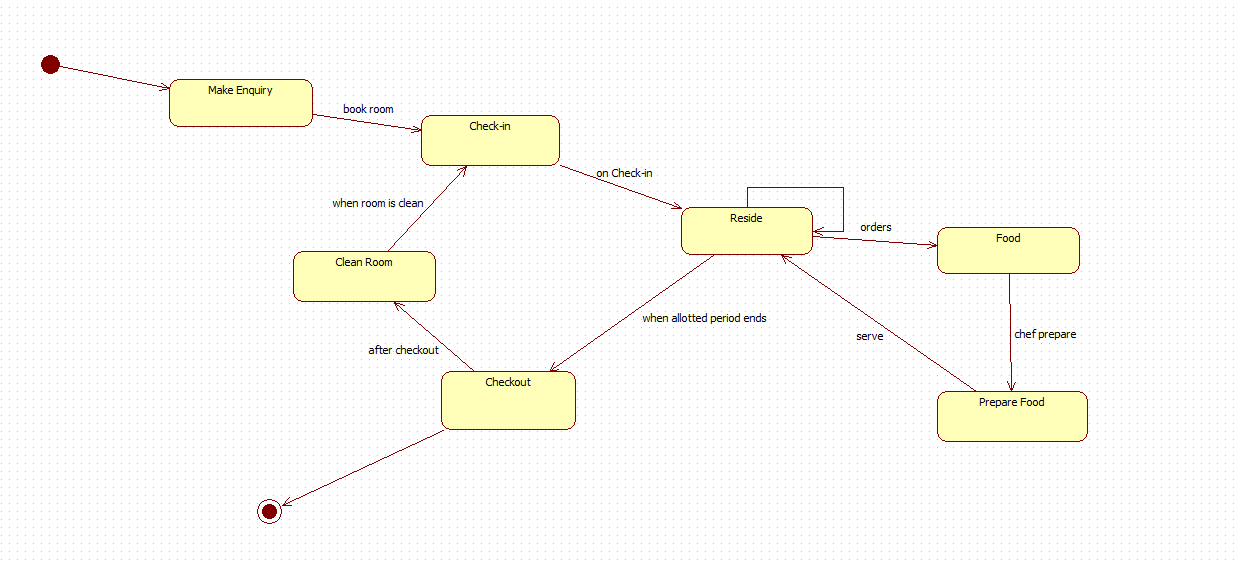 Make Enquiry
book room
Check-in
on Check-in
when room is clean
Reside
orders
Food
Clean Room
when allotted period ends
serve
chef prepare
after checkout
Checkout
Prepare Food